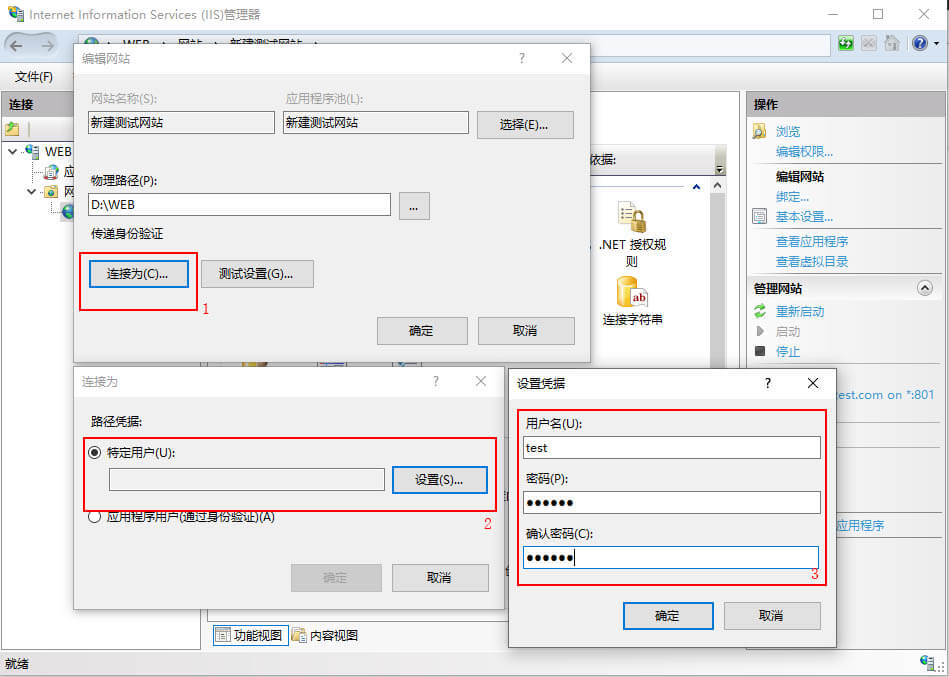 Internet Information Services (IIS)管理器
WEB 网站 新建测试网站
文件(F)
连接
WEB
编辑网站
网站名称(S):
应用程序池(L):
新建测试网站
新建测试网站
选择(E)...
物理路径(P):
D:\WEB
...
传递身份验证
连接为(C)...
测试设置(G)...
1
确定
取消
依据:
.NET 授权规
则
ab
连接字符串
连接为
路径凭据:
特定用户(U):
设置(S)...
2
应用程序用户(通过身份验证)(A)
确定
取消
设置凭据
用户名(U):
test
密码(P):
●●●●●●
确认密码(C):
●●●●●●
3
确定
取消
操作
浏览
编辑权限...
编辑网站
绑定...
基本设置...
查看应用程序
查看虚拟目录
管理网站
重新启动
启动
停止
est.com on *:801
应用程序
功能视图
内容视图
就绪